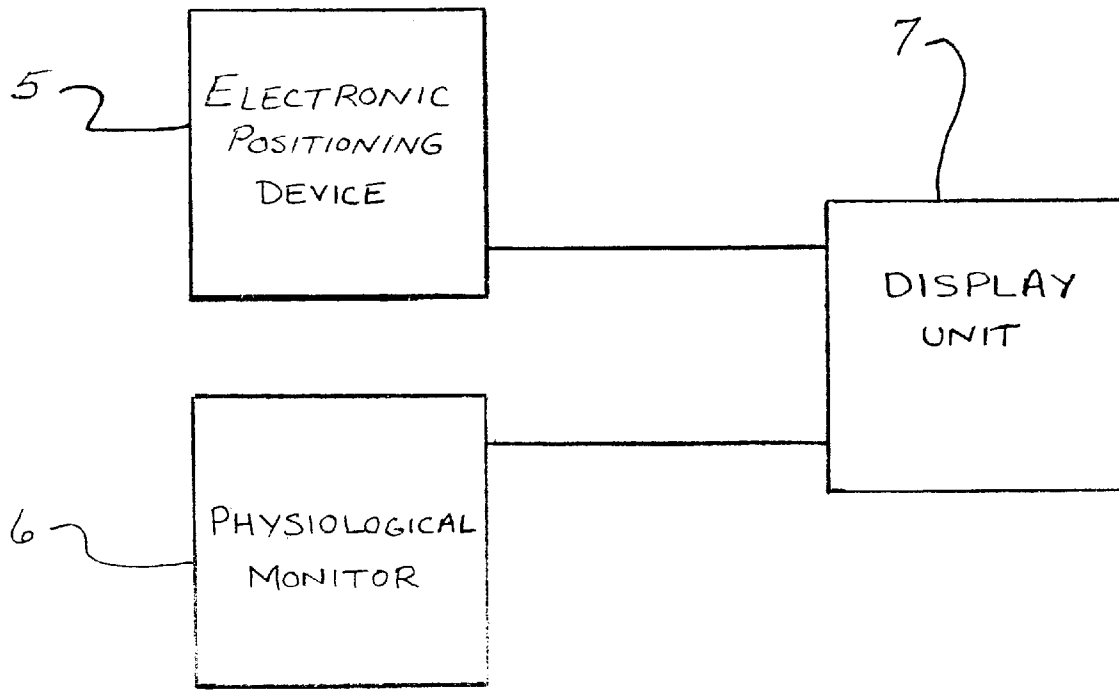 5
ELECTRONIC
POSITIONING
DEVICE
7
DISPLAY
UNIT
6
PHYSIOLOGICAL
MONITOR